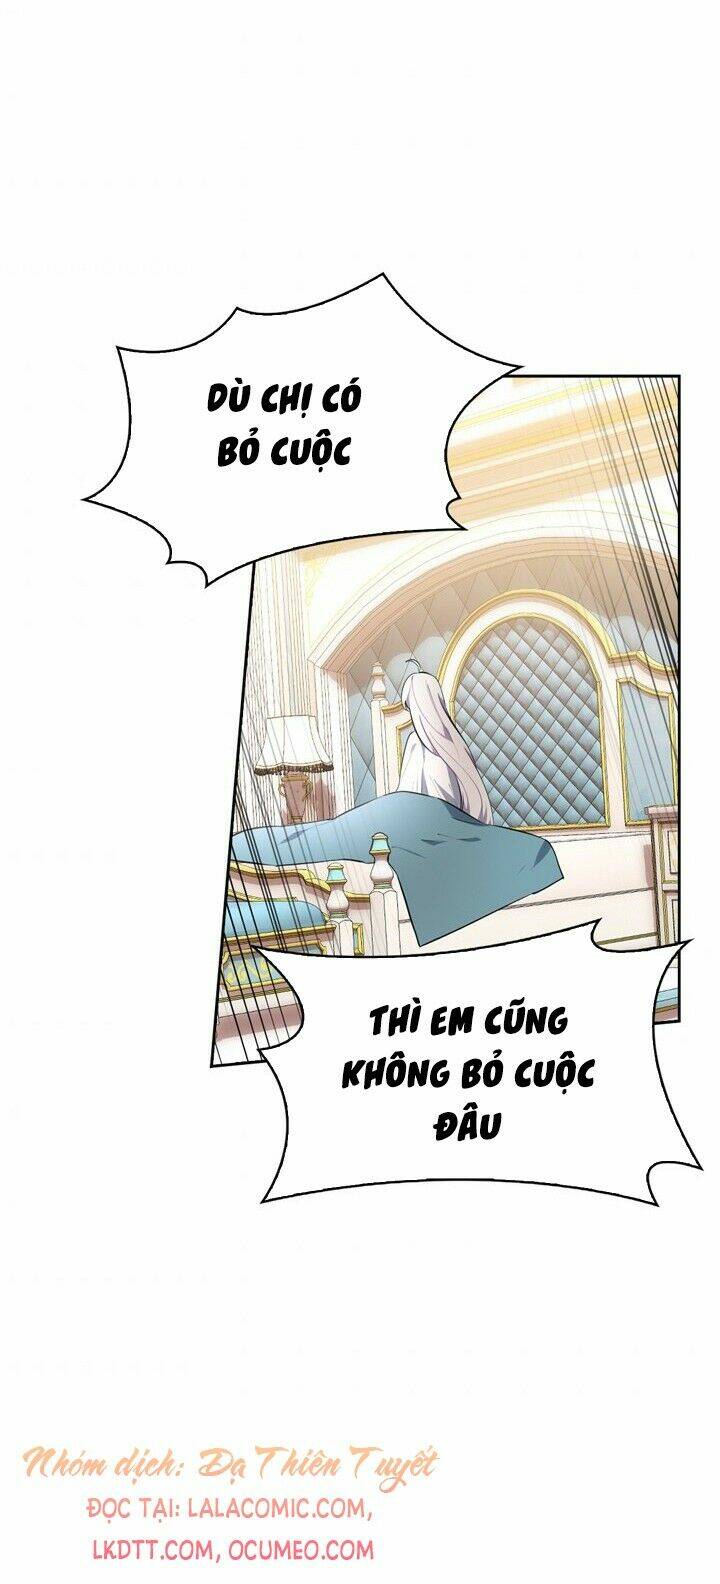 DÙ CHỊ CÓ
BỎ CUỘC
THÌ EM CŨNG
KHÔNG BỎ CUỘC
ĐÂU
Nhóm dịch: Dạ Thiên Tuyết
ĐỌC TẠI: LALACOMIC.COM,
LKDTT.COM, OCUMEO.COM